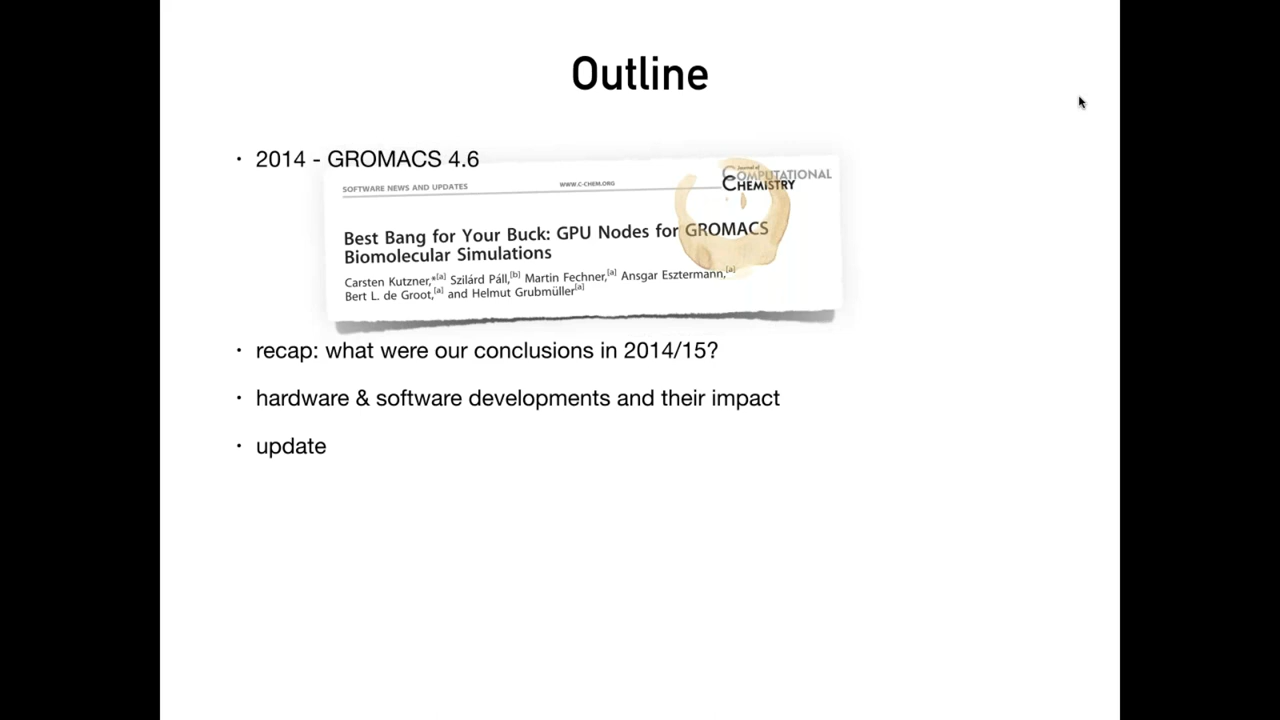 Outline
· 2014 - GROMACS 4.6
SOFTWARE NEWS AND UPDATES
WWW.C-CHEM.ORG
Journal of
COMPUTATIONAL
CHEMISTRY
Best Bang for Your Buck: GPU Nodes for GROMACS
Biomolecular Simulations
Carsten Kutzner,*[a] Szilárd Páll,[b] Martin Fechner,[a] Ansgar Esztermann,[a]
Bert L. de Groot,[a] and Helmut Grubmüller[a]
· recap: what were our conclusions in 2014/15?
· hardware & software developments and their impact
· update